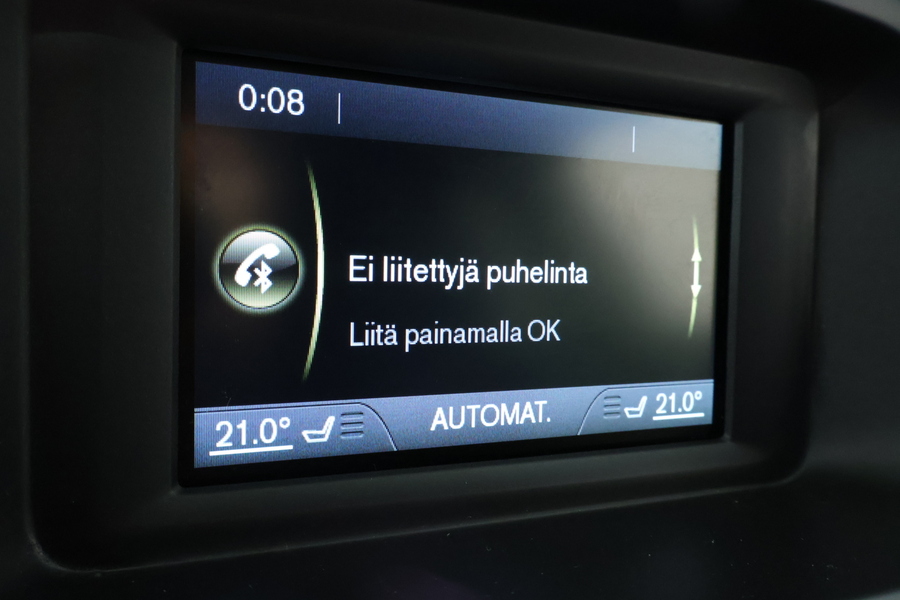 0:08
Ei liitettyjä puhelinta
Liitä painamalla OK
21.0° AUTOMAT. 21.0°